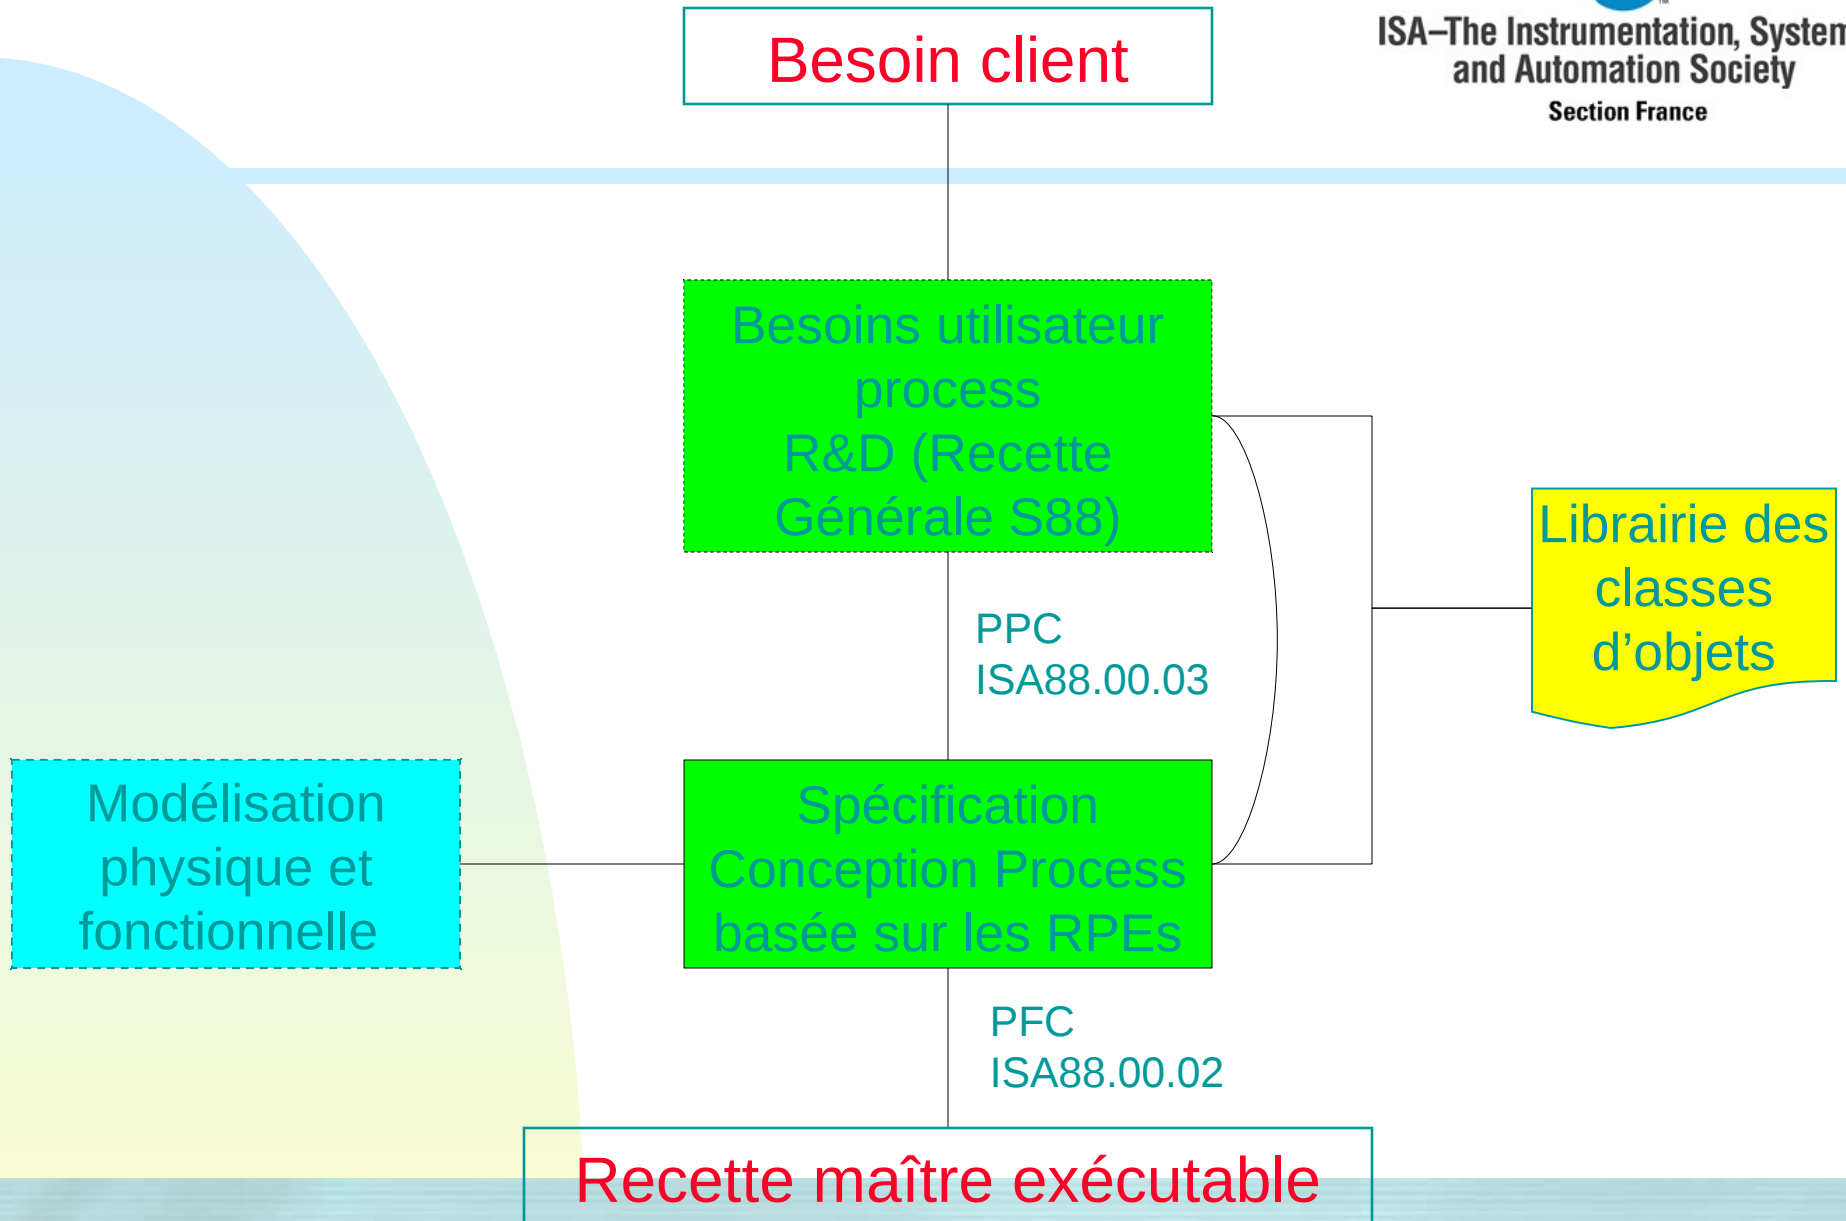 Besoin client
TM
ISA–The Instrumentation, System
and Automation Society
Section France
Besoins utilisateur
process
R&D (Recette
Générale S88)
Librairie des
classes
d’objets
PPC
ISA88.00.03
Modélisation
physique et
fonctionnelle
Spécification
Conception Process
basée sur les RPEs
PFC
ISA88.00.02
Recette maître exécutable